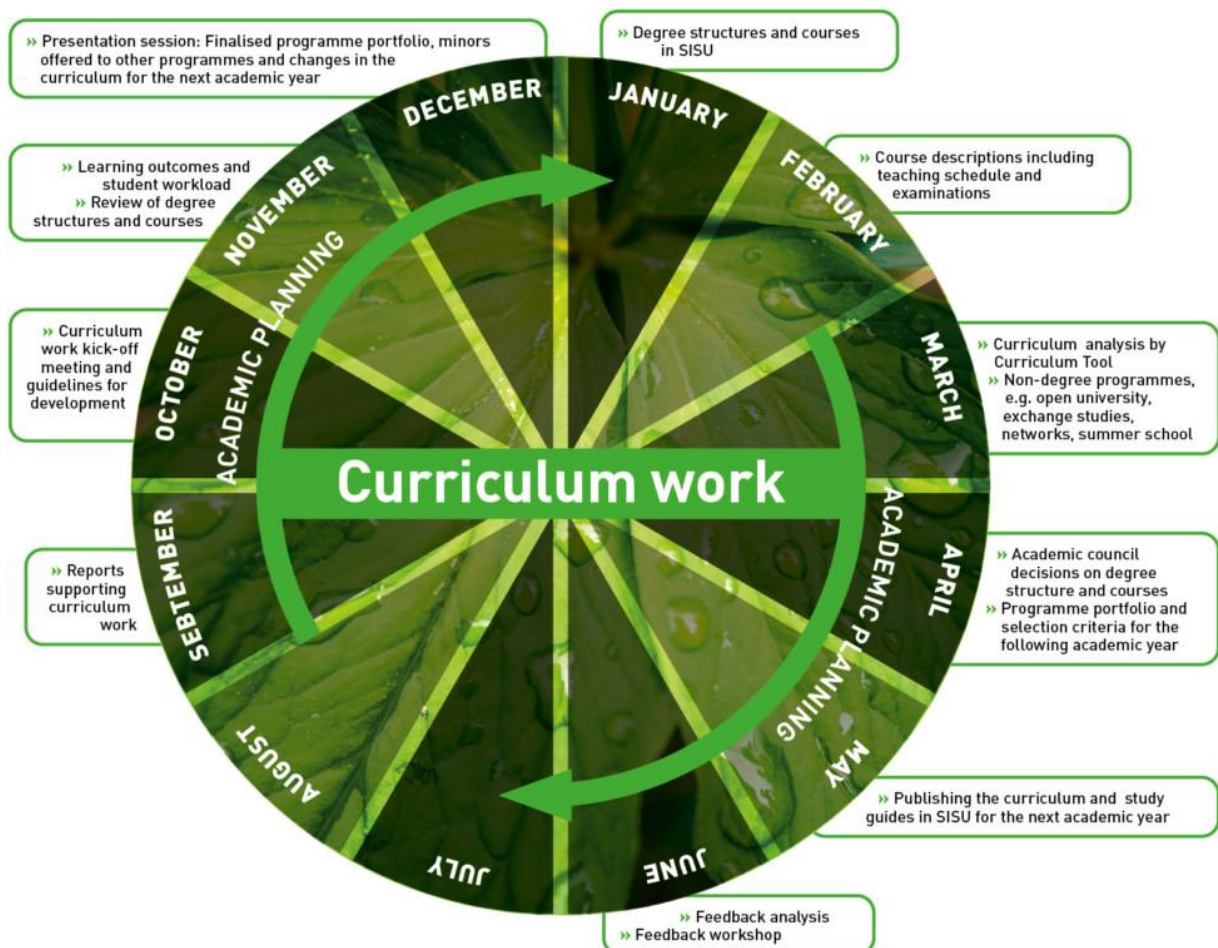 » Presentation session: Finalised programme portfolio, minors
offered to other programmes and changes in the
curriculum for the next academic year
» Degree structures and courses
in SISU
DECEMBER
JANUARY
» Learning outcomes and
student workload
» Review of degree
structures and courses
NOVEMBER
FEBRUARY
» Course descriptions including
teaching schedule and
examinations
ACADEMIC PLANNING
» Curriculum
work kick-off
meeting and
guidelines for
development
OCTOBER
MARCH
» Curriculum analysis by
Curriculum Tool
» Non-degree programmes,
e.g. open university,
exchange studies,
networks, summer school
Curriculum work
» Reports
supporting
curriculum
work
SEBTEMBER
ACADEMIC PLANNING
APRIL
» Academic council
decisions on degree
structure and courses
» Programme portfolio and
selection criteria for the
following academic year
AUGUST
MAY
» Publishing the curriculum and study
guides in SISU for the next academic year
JULY
JUNE
» Feedback analysis
» Feedback workshop